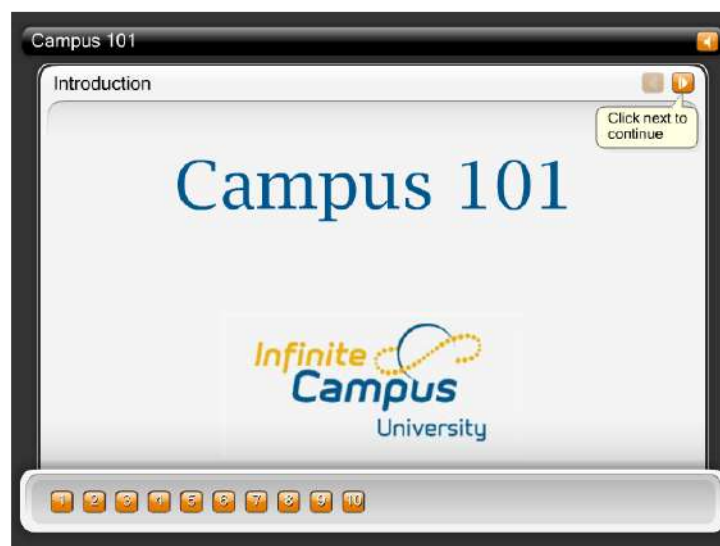 Campus 101
Introduction
Click next to
continue
Campus 101
Infinite
Campus
University
1 2 3 4 5 6 7 8 9 10